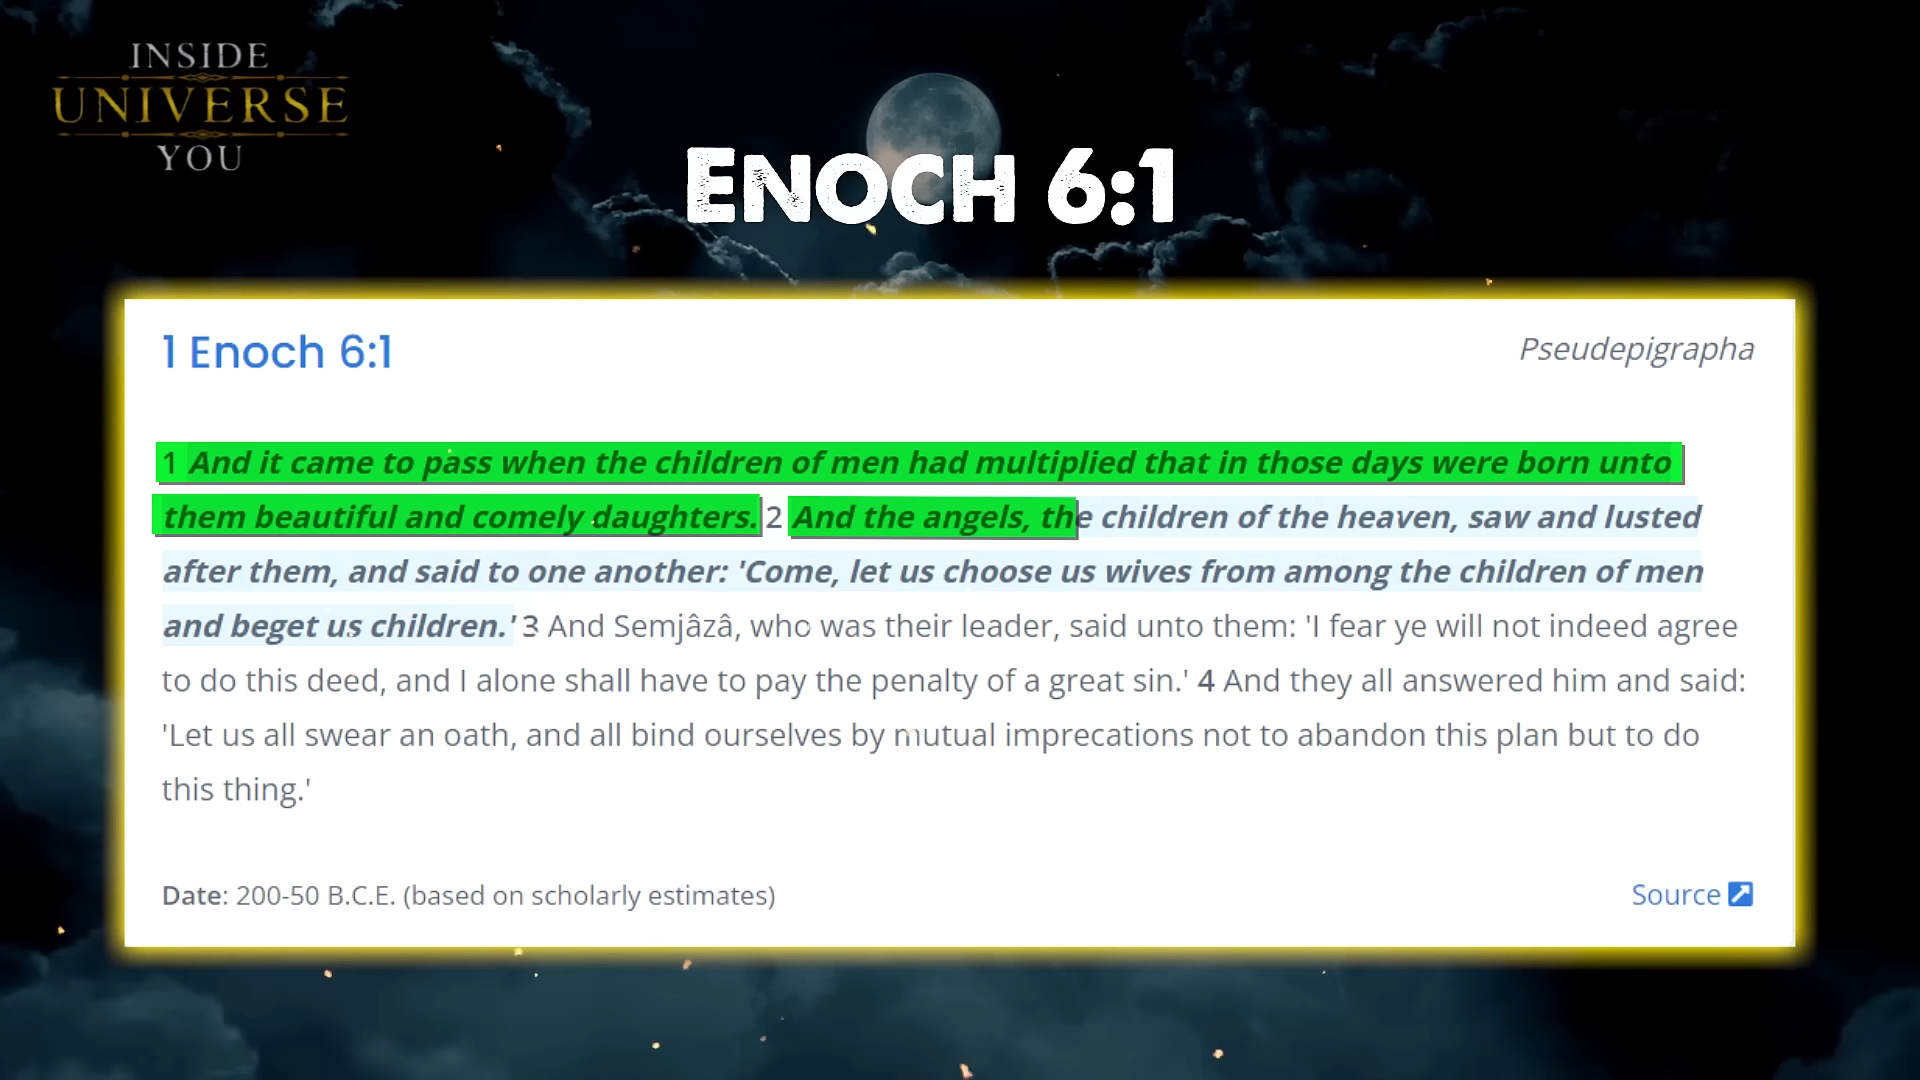 INSIDE
UNIVERSE
YOU
ENOCH 6:1
1 Enoch 6:1
Pseudepigrapha
1 And it came to pass when the children of men had multiplied that in those days were born unto
them beautiful and comely daughters. 2 And the angels, the children of the heaven, saw and lusted
after them, and said to one another: 'Come, let us choose us wives from among the children of men
and beget us children.' 3 And Semjâzâ, who was their leader, said unto them: 'I fear ye will not indeed agree
to do this deed, and I alone shall have to pay the penalty of a great sin.' 4 And they all answered him and said:
'Let us all swear an oath, and all bind ourselves by mutual imprecations not to abandon this plan but to do
this thing.'
Date: 200-50 B.C.E. (based on scholarly estimates)
Source